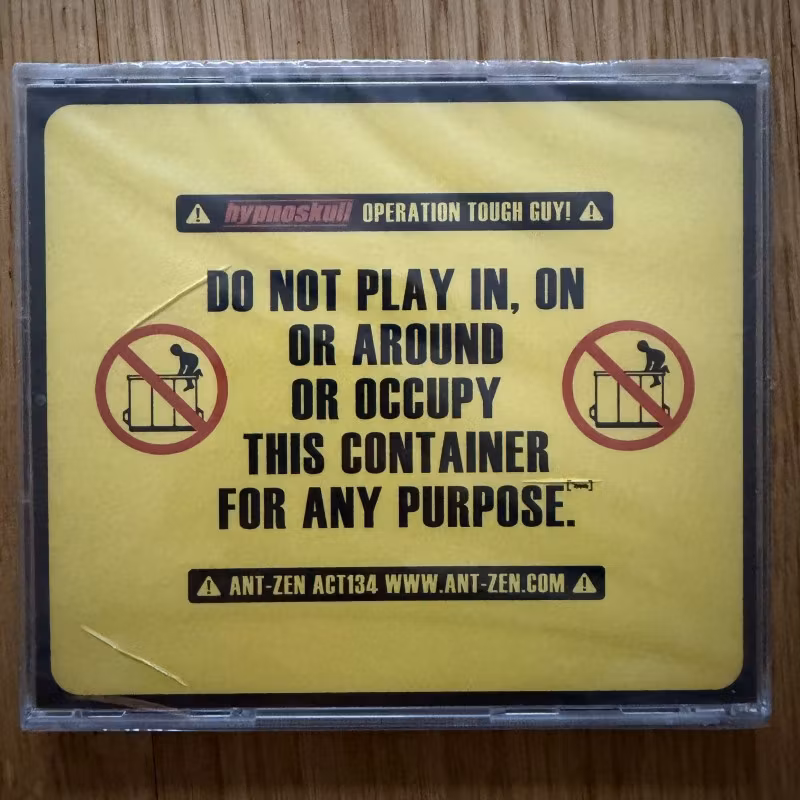 hypnoskull OPERATION TOUGH GUY!
DO NOT PLAY IN, ON
OR AROUND
OR OCCUPY
THIS CONTAINER
FOR ANY PURPOSE.
ANT-ZEN ACT134 WWW.ANT-ZEN.COM